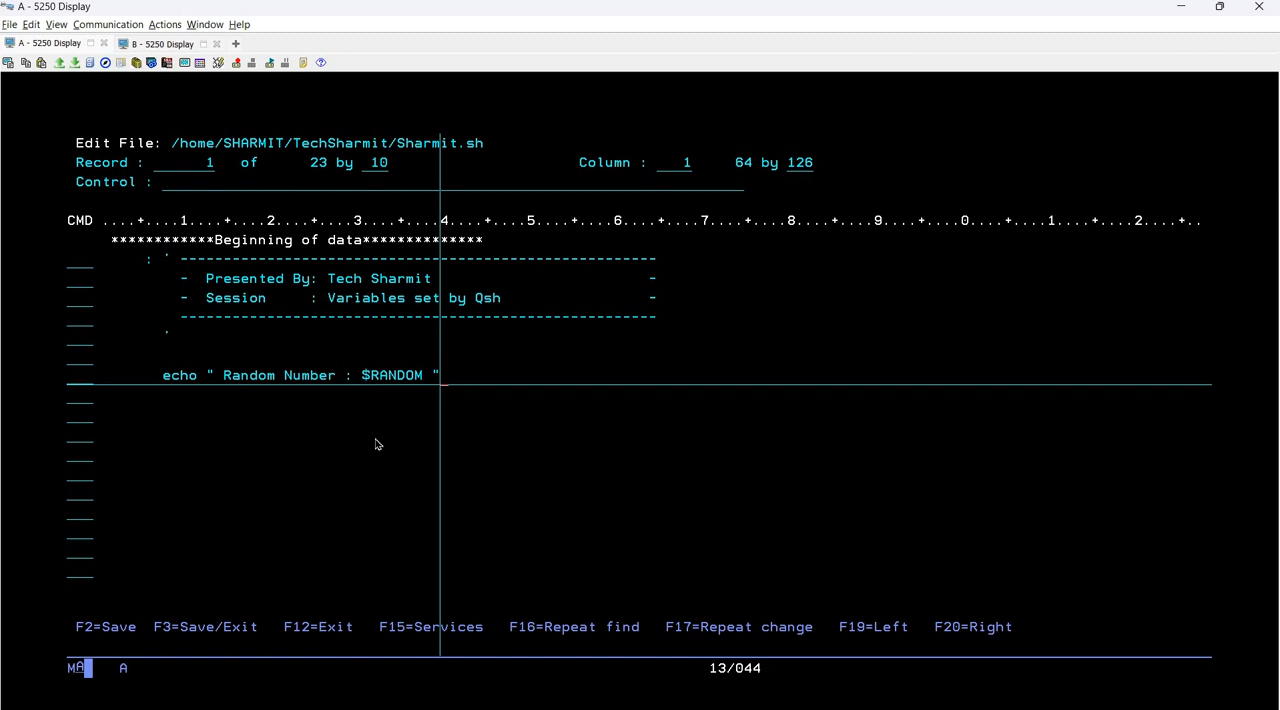 A - 5250 Display
File Edit View Communication Actions Window Help
A - 5250 Display B - 5250 Display
Edit File: /home/SHARMIT/TechSharmit/Sharmit.sh
Record : 1 of 23 by 10 Column : 1 64 by 126
Control :
CMD ....+....1....+....2....+....3....+....4....+....5....+....6....+....7....+....8....+....9....+....0....+....1....+....2....+..
************Beginning of data**************
: ' -------------------------------------------------------
- Presented By: Tech Sharmit -
- Session : Variables set by Qsh -
-------------------------------------------------------
'
echo " Random Number : $RANDOM "
F2=Save F3=Save/Exit F12=Exit F15=Services F16=Repeat find F17=Repeat change F19=Left F20=Right
MA A 13/044